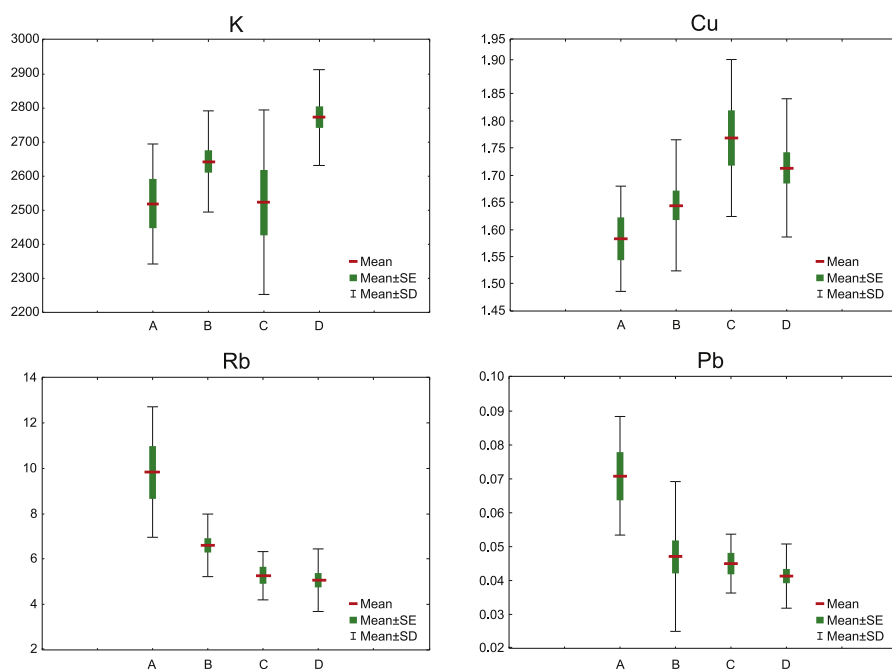 K
3000
2900
2800
2700
2600
2500
2400
2300
2200
Mean
Mean±SE
Mean±SD
A B C D
Cu
1.95
1.90
1.85
1.80
1.75
1.70
1.65
1.60
1.55
1.50
1.45
Mean
Mean±SE
Mean±SD
A B C D
Rb
14
12
10
8
6
4
2
Mean
Mean±SE
Mean±SD
A B C D
Pb
0.10
0.09
0.08
0.07
0.06
0.05
0.04
0.03
0.02
Mean
Mean±SE
Mean±SD
A B C D